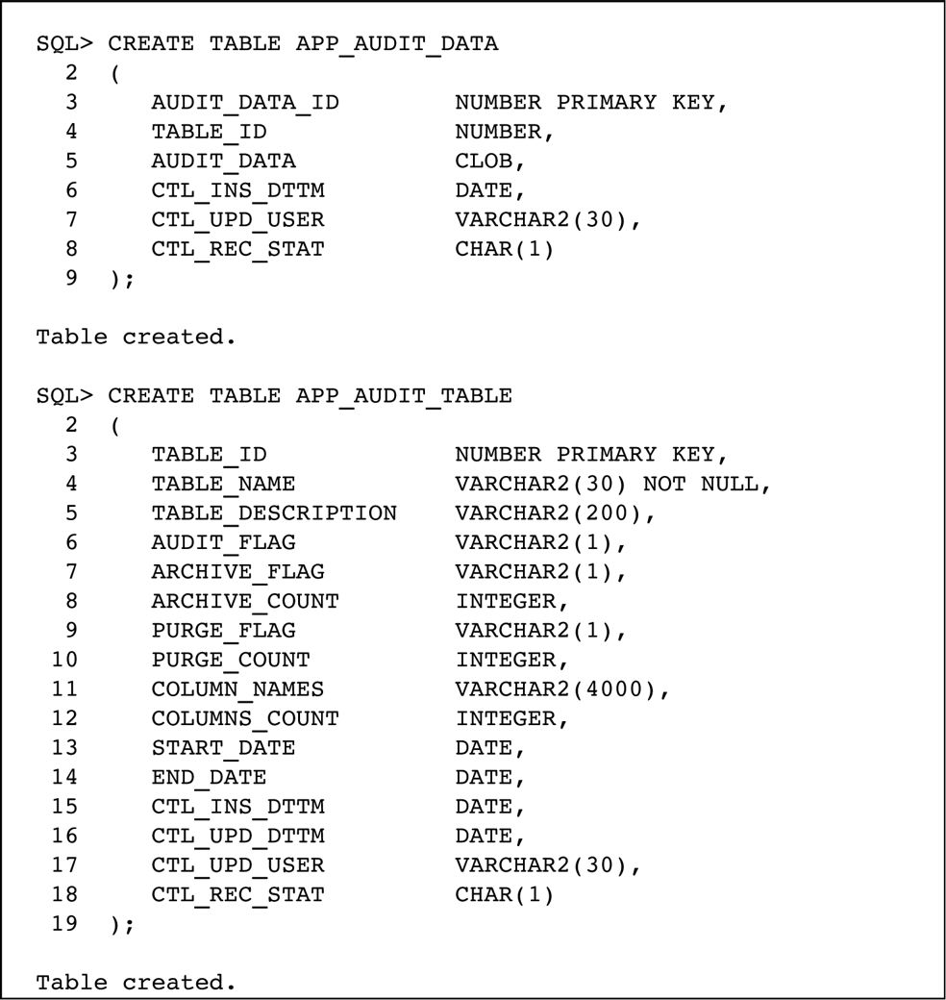 SQL> CREATE TABLE APP_AUDIT_DATA
2 (
3 AUDIT_DATA_ID NUMBER PRIMARY KEY,
4 TABLE_ID NUMBER,
5 AUDIT_DATA CLOB,
6 CTL_INS_DTTM DATE,
7 CTL_UPD_USER VARCHAR2(30),
8 CTL_REC_STAT CHAR(1)
9 );
Table created.
SQL> CREATE TABLE APP_AUDIT_TABLE
2 (
3 TABLE_ID NUMBER PRIMARY KEY,
4 TABLE_NAME VARCHAR2(30) NOT NULL,
5 TABLE_DESCRIPTION VARCHAR2(200),
6 AUDIT_FLAG VARCHAR2(1),
7 ARCHIVE_FLAG VARCHAR2(1),
8 ARCHIVE_COUNT INTEGER,
9 PURGE_FLAG VARCHAR2(1),
10 PURGE_COUNT INTEGER,
11 COLUMN_NAMES VARCHAR2(4000),
12 COLUMNS_COUNT INTEGER,
13 START_DATE DATE,
14 END_DATE DATE,
15 CTL_INS_DTTM DATE,
16 CTL_UPD_DTTM DATE,
17 CTL_UPD_USER VARCHAR2(30),
18 CTL_REC_STAT CHAR(1)
19 );
Table created.